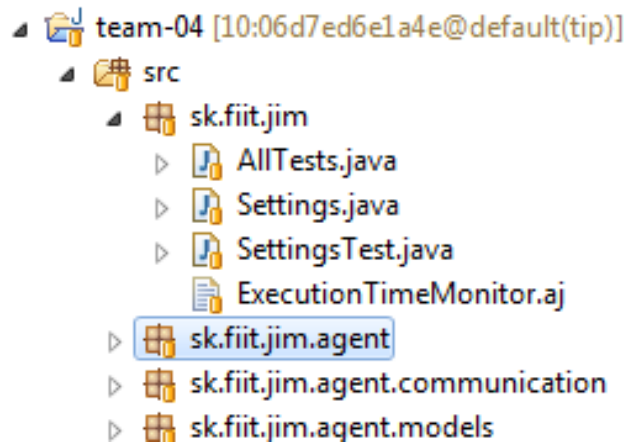 team-04 [10:06d7ed6e1a4e@default(tip)]
src
sk.fiit.jim
AllTests.java
Settings.java
SettingsTest.java
ExecutionTimeMonitor.aj
sk.fiit.jim.agent
sk.fiit.jim.agent.communication
sk.fiit.jim.agent.models